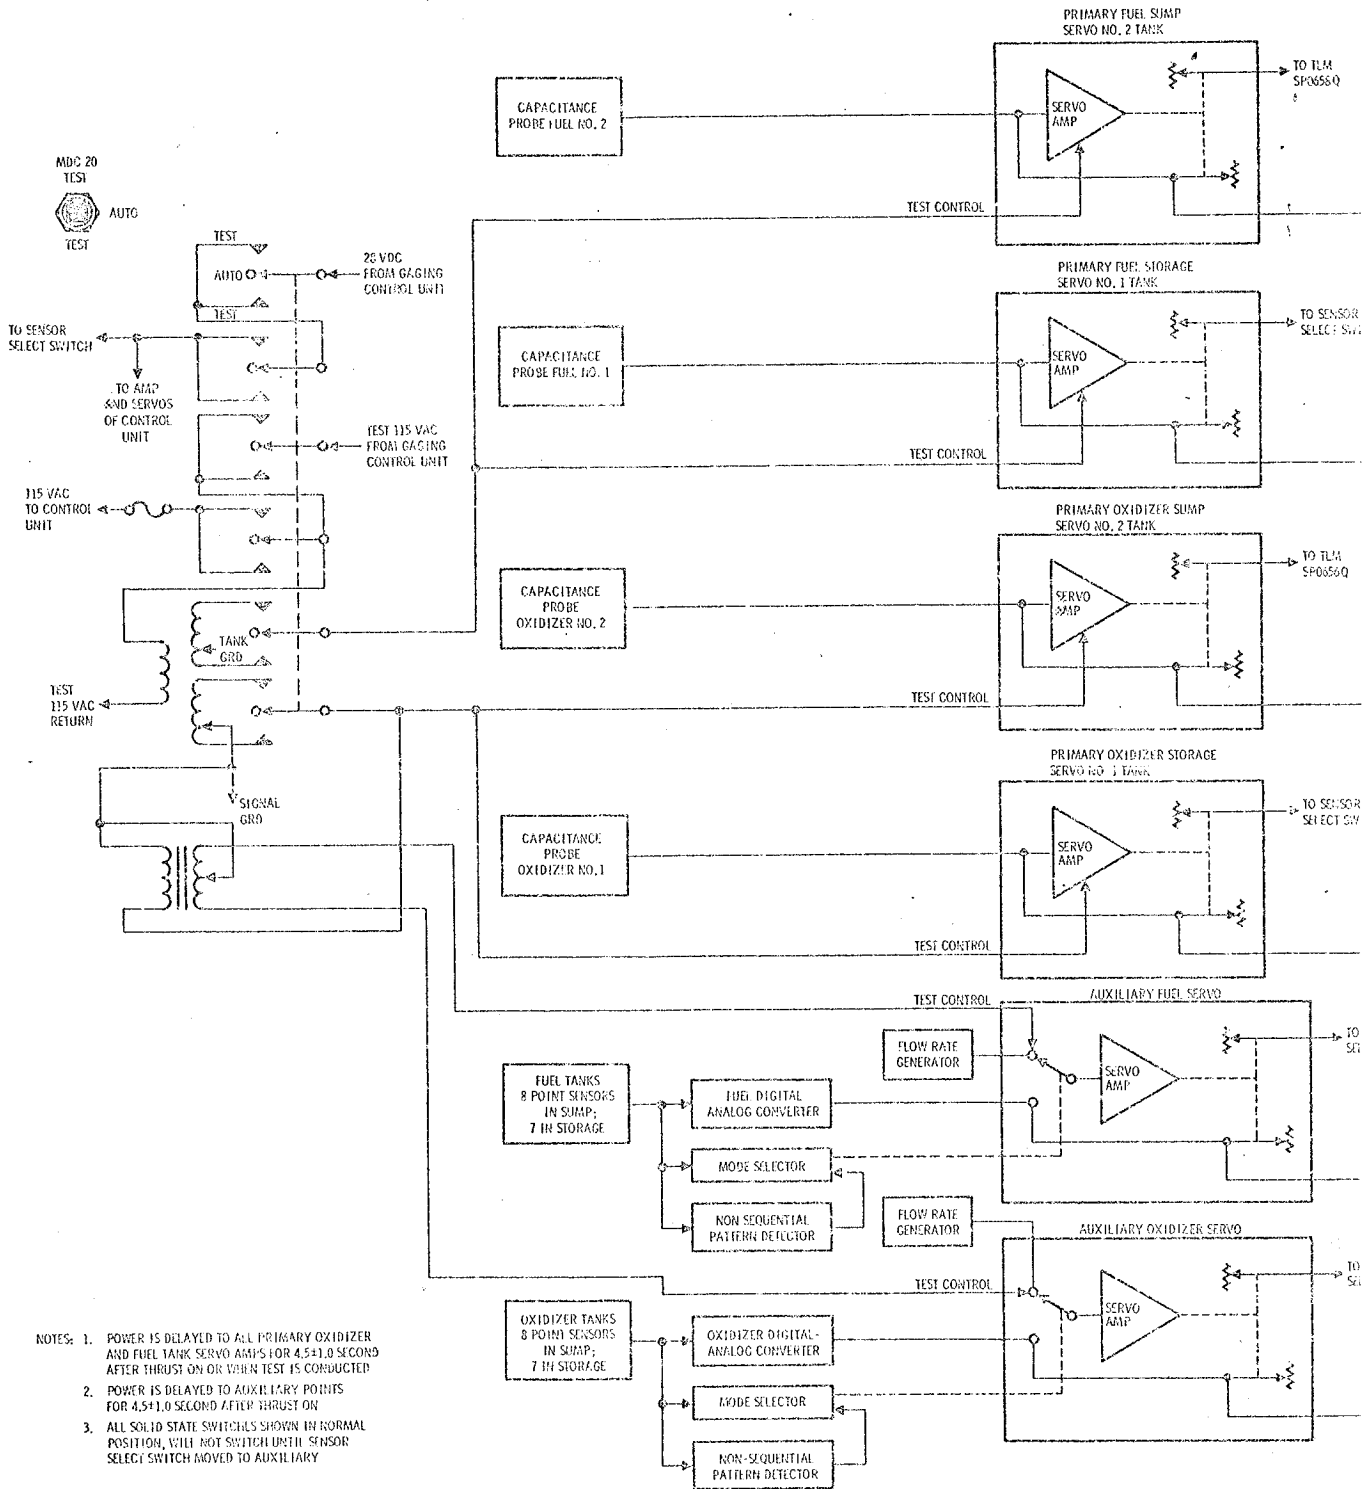 PRIMARY FUEL SUMP
SERVO NO. 2 TANK
TO TLM
SP0656Q
SERVO
AMP
CAPACITANCE
PROBE FUEL NO. 2
TEST CONTROL
MDC 20
TEST
AUTO
TEST
TEST
AUTO
TEST
28 VDC
FROM GAGING
CONTROL UNIT
TO SENSOR
SELECT SWITCH
TO AMP
AND SERVOS
OF CONTROL
UNIT
TEST 115 VAC
FROM GAGING
CONTROL UNIT
115 VAC
TO CONTROL
UNIT
TANK
GRD
TEST
115 VAC
RETURN
SIGNAL
GRD
PRIMARY FUEL STORAGE
SERVO NO. 1 TANK
TO SENSOR
SELECT SWI
SERVO
AMP
CAPACITANCE
PROBE FUEL NO. 1
TEST CONTROL
PRIMARY OXIDIZER SUMP
SERVO NO. 2 TANK
TO TLM
SP0656Q
SERVO
AMP
CAPACITANCE
PROBE
OXIDIZER NO. 2
TEST CONTROL
PRIMARY OXIDIZER STORAGE
SERVO NO. 1 TANK
TO SENSOR
SELECT SW
SERVO
AMP
CAPACITANCE
PROBE
OXIDIZER NO. 1
TEST CONTROL
AUXILIARY FUEL SERVO
TEST CONTROL
TO
FLOW RATE
GENERATOR
SERVO
AMP
FUEL TANKS
8 POINT SENSORS
IN SUMP;
7 IN STORAGE
FUEL DIGITAL
ANALOG CONVERTER
MODE SELECTOR
NON SEQUENTIAL
PATTERN DETECTOR
FLOW RATE
GENERATOR
AUXILIARY OXIDIZER SERVO
TEST CONTROL
TO
SERVO
AMP
OXIDIZER TANKS
8 POINT SENSORS
IN SUMP;
7 IN STORAGE
OXIDIZER DIGITAL-
ANALOG CONVERTER
MODE SELECTOR
NON-SEQUENTIAL
PATTERN DETECTOR
NOTES: 1. POWER IS DELAYED TO ALL PRIMARY OXIDIZER
AND FUEL TANK SERVO AMPS FOR 4.5±1.0 SECOND
AFTER THRUST ON OR WHEN TEST IS CONDUCTED
2. POWER IS DELAYED TO AUXILIARY POINTS
FOR 4.5±1.0 SECOND AFTER THRUST ON
3. ALL SOLID STATE SWITCHES SHOWN IN NORMAL
POSITION, WILL NOT SWITCH UNTIL SENSOR
SELECT SWITCH MOVED TO AUXILIARY